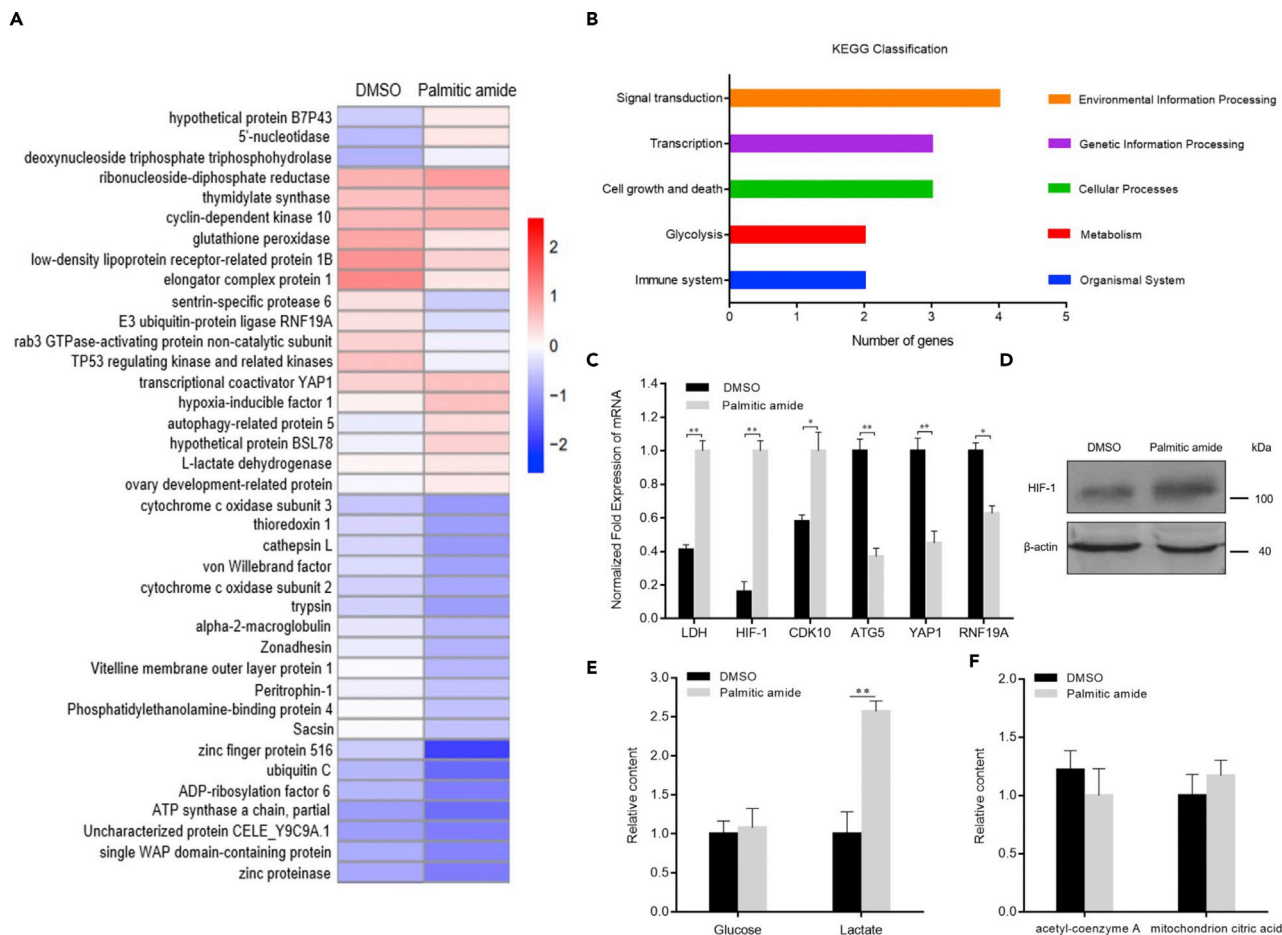 A
DMSO Palmitic amide
hypothetical protein B7P43
5'-nucleotidase
deoxynucleoside triphosphate triphosphohydrolase
ribonucleoside-diphosphate reductase
thymidylate synthase
cyclin-dependent kinase 10
glutathione peroxidase
low-density lipoprotein receptor-related protein 1B
elongator complex protein 1
sentrin-specific protease 6
E3 ubiquitin-protein ligase RNF19A
rab3 GTPase-activating protein non-catalytic subunit
TP53 regulating kinase and related kinases
transcriptional coactivator YAP1
hypoxia-inducible factor 1
autophagy-related protein 5
hypothetical protein BSL78
L-lactate dehydrogenase
ovary development-related protein
cytochrome c oxidase subunit 3
thioredoxin 1
cathepsin L
von Willebrand factor
cytochrome c oxidase subunit 2
trypsin
alpha-2-macroglobulin
Zonadhesin
Vitelline membrane outer layer protein 1
Peritrophin-1
Phosphatidylethanolamine-binding protein 4
Sacsin
zinc finger protein 516
ubiquitin C
ADP-ribosylation factor 6
ATP synthase a chain, partial
Uncharacterized protein CELE_Y9C9A.1
single WAP domain-containing protein
zinc proteinase
2
1
0
−1
−2
B
KEGG Classification
Signal transduction
Transcription
Cell growth and death
Glycolysis
Immune system
0 1 2 3 4 5
Number of genes
Environmental Information Processing
Genetic Information Processing
Cellular Processes
Metabolism
Organismal System
C
Normalized Fold Expression of mRNA
1.4
1.2
1.0
0.8
0.6
0.4
0.2
0.0
DMSO
Palmitic amide
** ** * ** ** *
LDH HIF-1 CDK10 ATG5 YAP1 RNF19A
D
DMSO Palmitic amide kDa
HIF-1 100
β-actin 40
E
Relative content
3.0
2.5
2.0
1.5
1.0
0.5
0.0
DMSO
Palmitic amide
**
Glucose Lactate
F
Relative content
2.0
1.5
1.0
0.5
0.0
DMSO
Palmitic amide
acetyl-coenzyme A mitochondrion citric acid